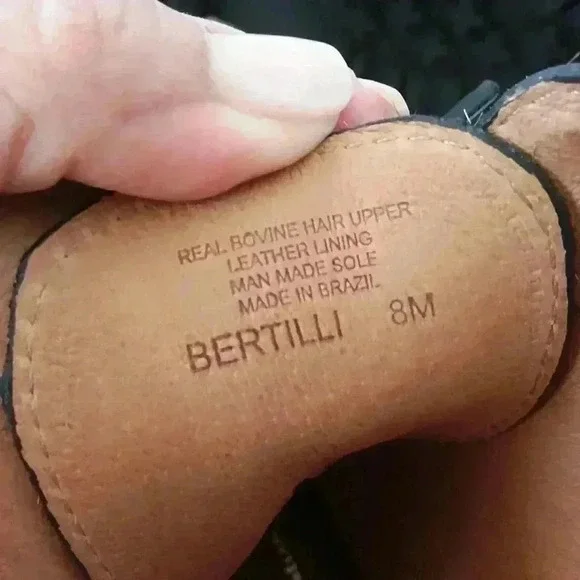 REAL BOVINE HAIR UPPER
LEATHER LINING
MAN MADE SOLE
MADE IN BRAZIL
BERTILLI 8M